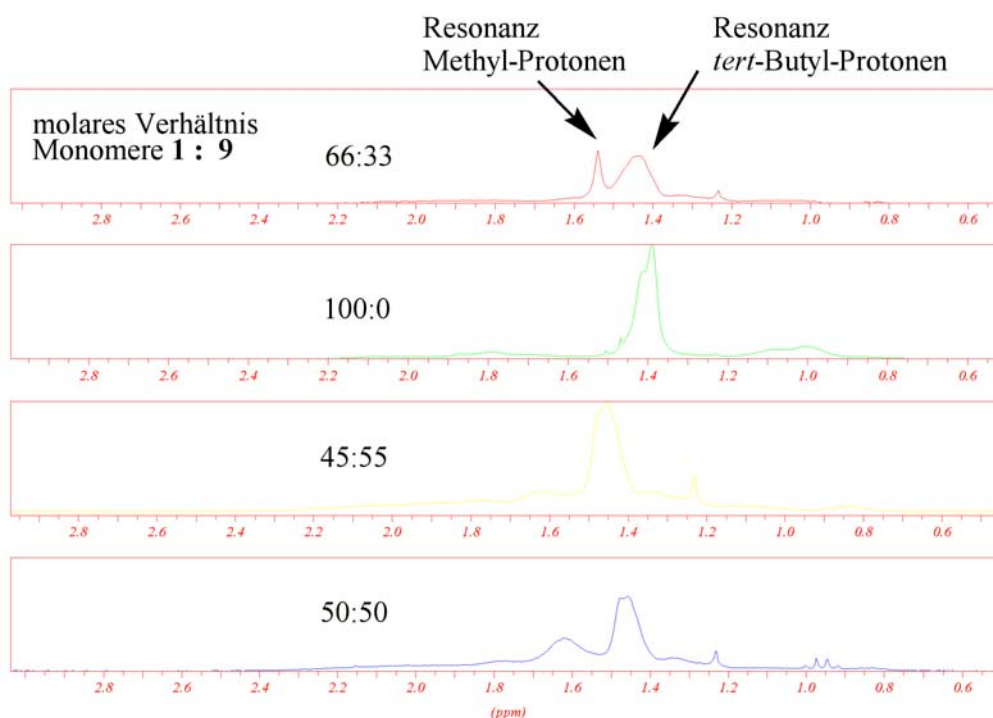 Resonanz
Methyl-Protonen
Resonanz
tert-Butyl-Protonen
molares Verhältnis
Monomere 1 : 9
66:33
2.8 2.6 2.4 2.2 2.0 1.8 1.6 1.4 1.2 1.0 0.8 0.6
100:0
2.8 2.6 2.4 2.2 2.0 1.8 1.6 1.4 1.2 1.0 0.8 0.6
45:55
2.8 2.6 2.4 2.2 2.0 1.8 1.6 1.4 1.2 1.0 0.8 0.6
50:50
2.8 2.6 2.4 2.2 2.0 1.8 1.6 1.4 1.2 1.0 0.8 0.6
(ppm)